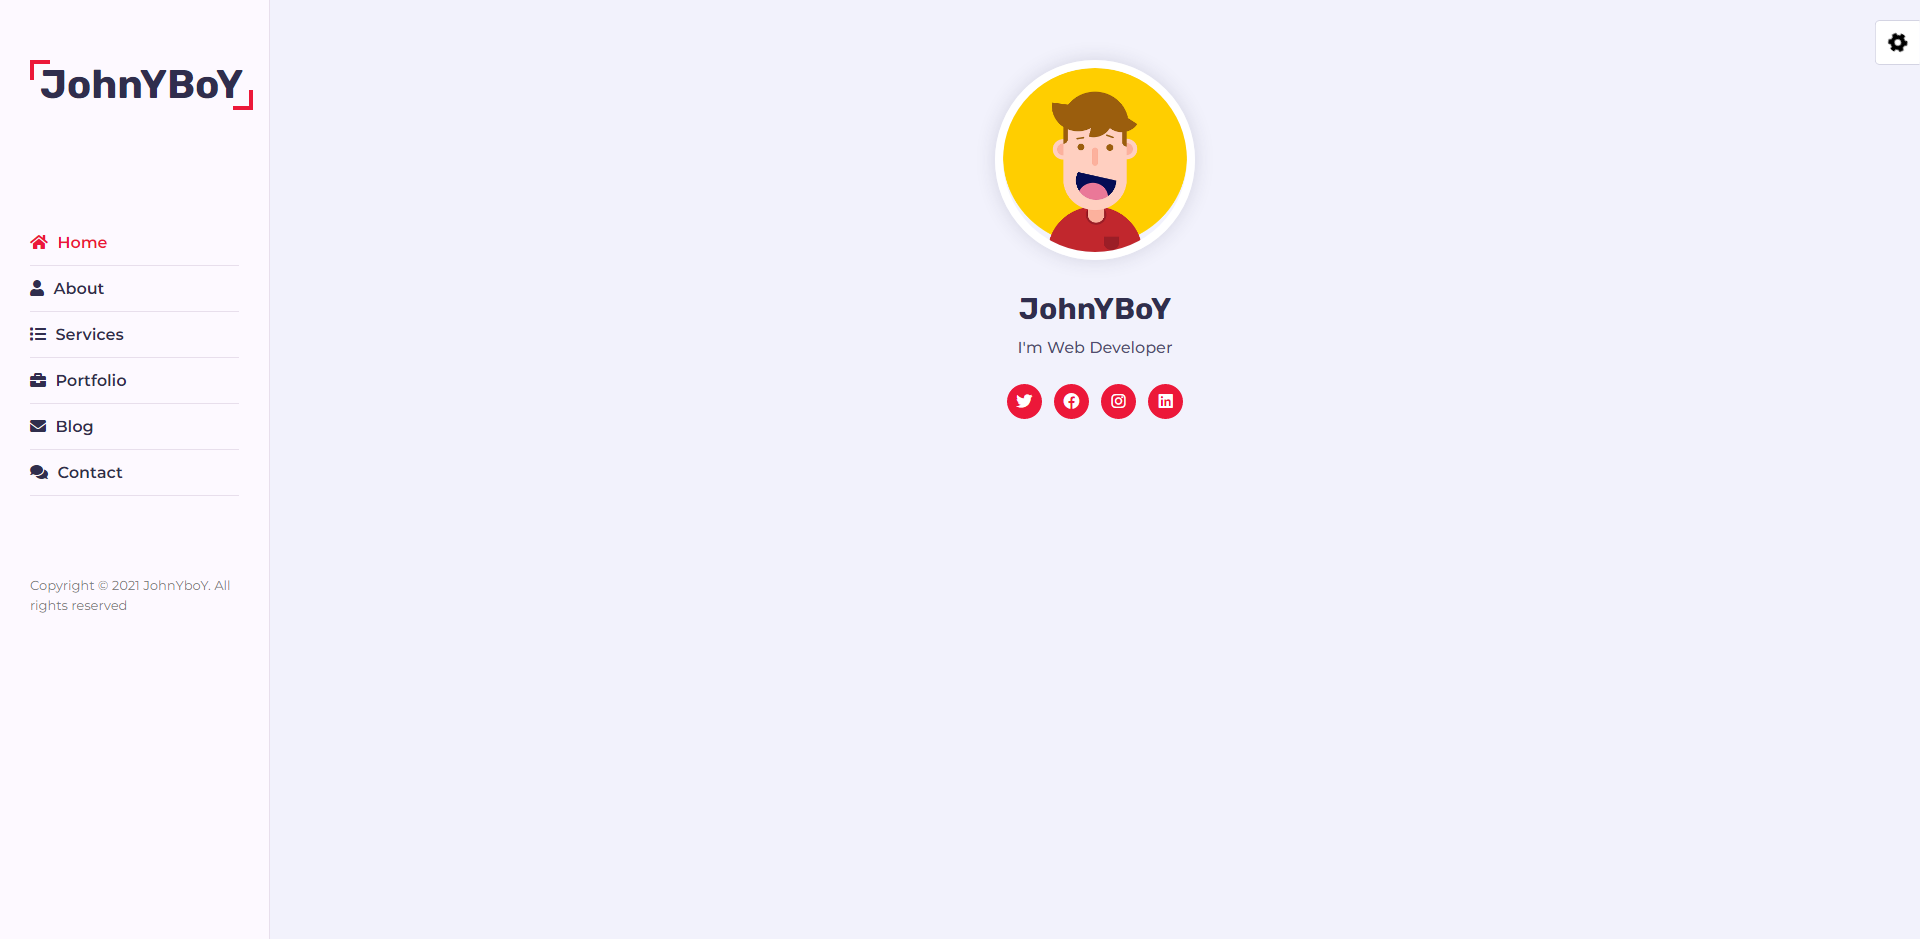 JohnYBoY
Home
About
Services
Portfolio
Blog
Contact
Copyright © 2021 JohnYboY. All
rights reserved
JohnYBoY
I'm Web Developer